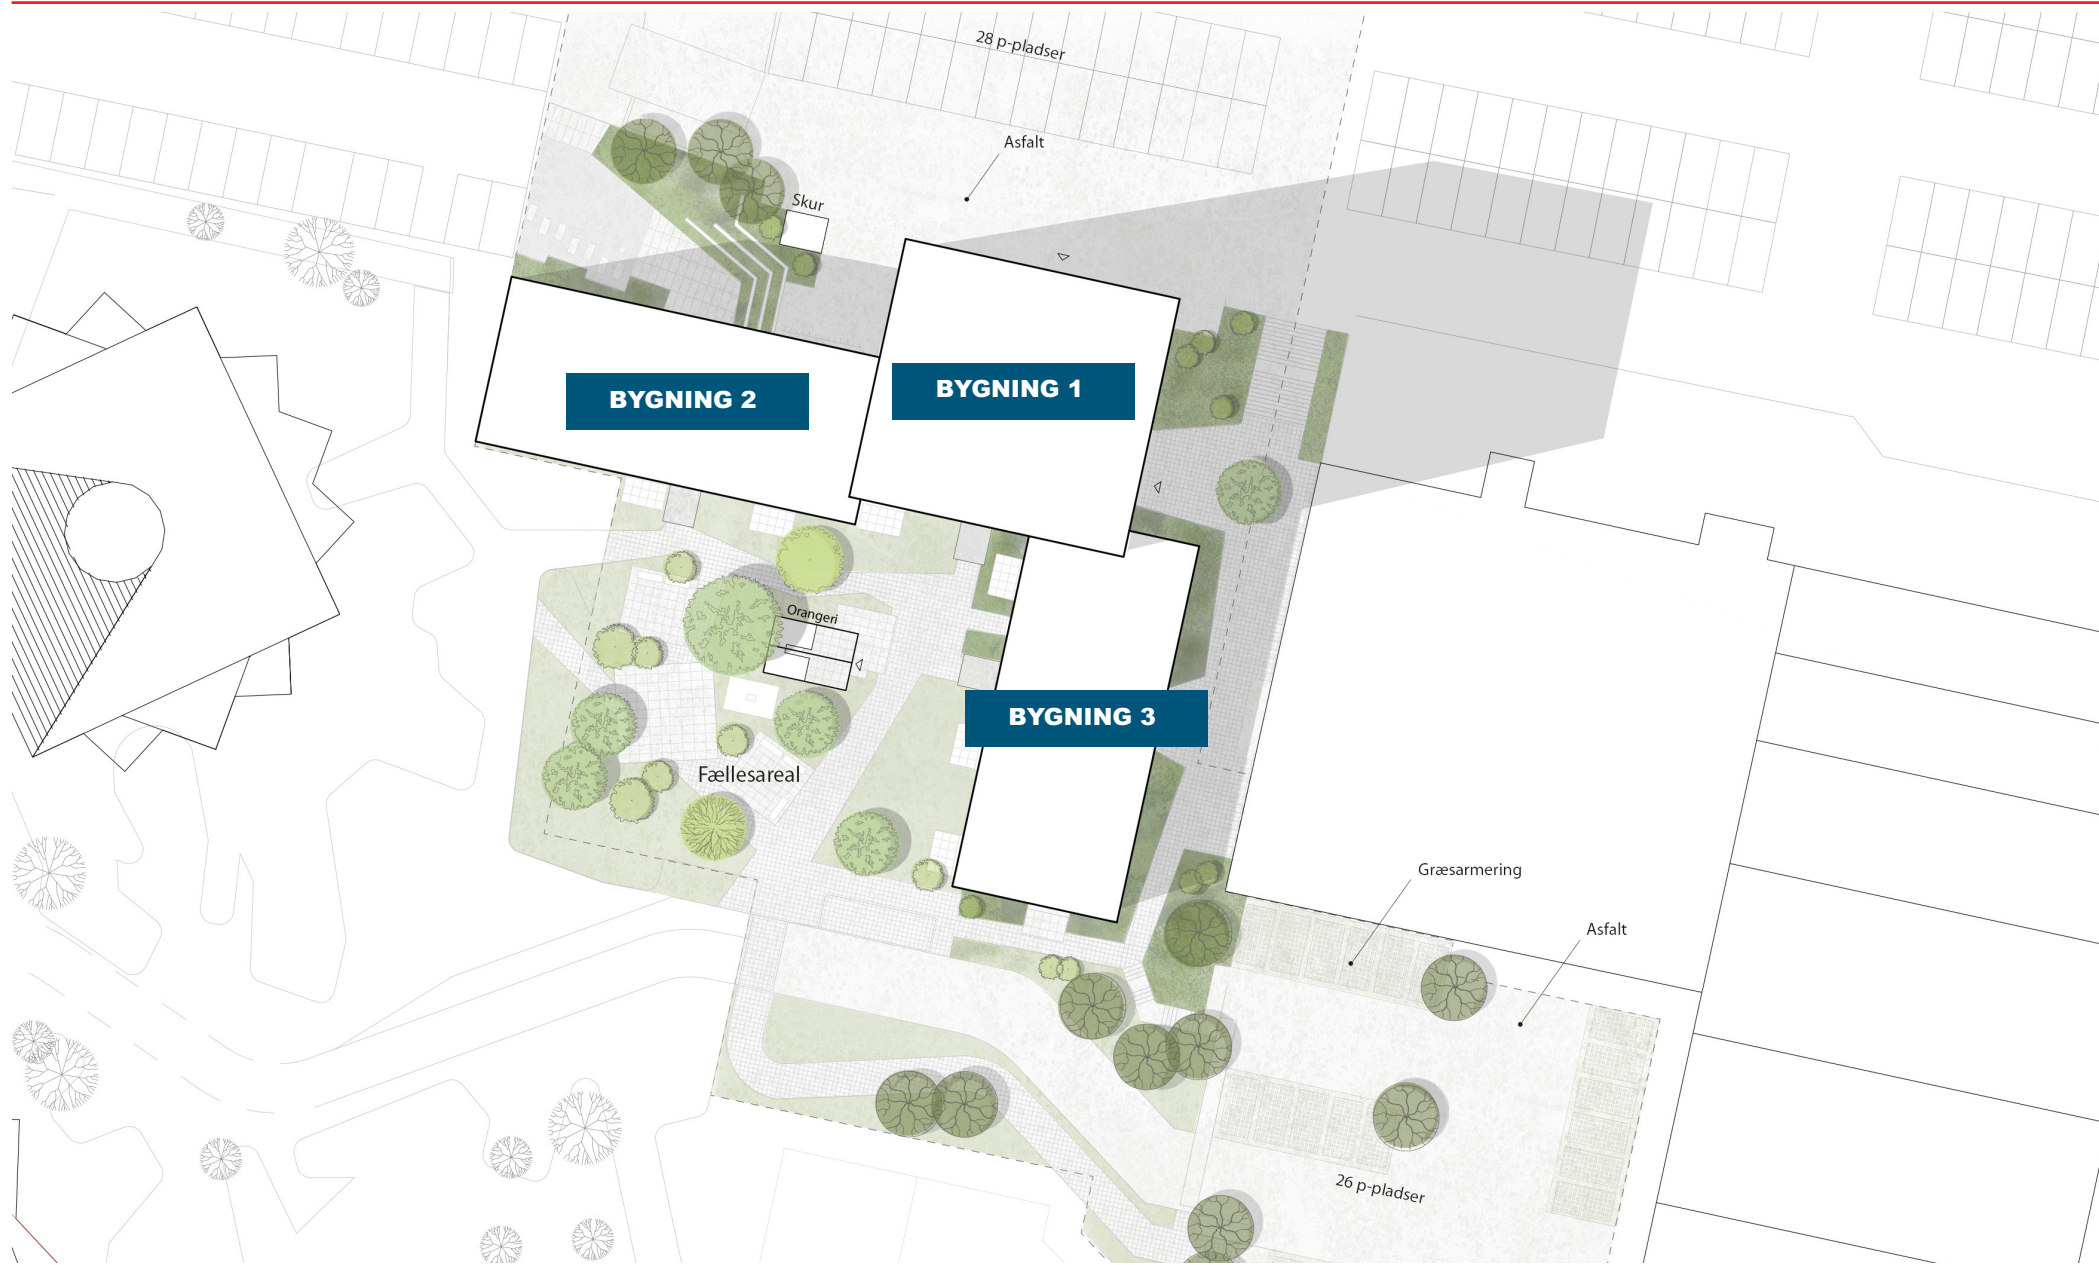 28 p-pladser
Asfalt
Skur
BYGNING 1
BYGNING 2
Orangeri
BYGNING 3
Fællesareal
Græsarmering
Asfalt
26 p-pladser